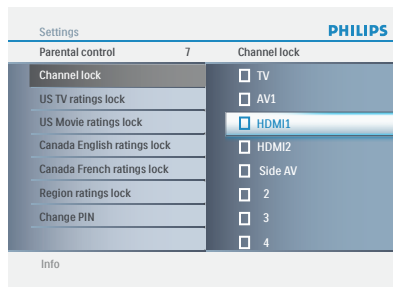 Settings
PHILIPS
Parental control 7
Channel lock
Channel lock
US TV ratings lock
US Movie ratings lock
Canada English ratings lock
Canada French ratings lock
Region ratings lock
Change PIN
TV
AV1
HDMI1
HDMI2
Side AV
2
3
4
Info